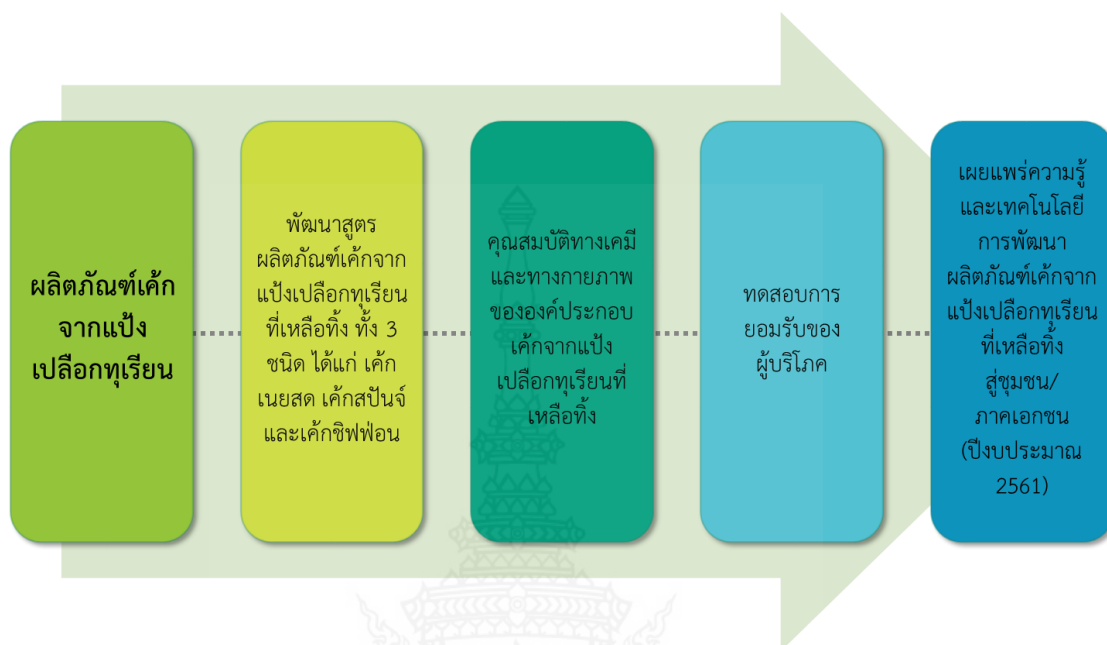 ผลิตภัณฑ์เค้ก
จากแป้ง
เปลือกทุเรียน
พัฒนาสูตร
ผลิตภัณฑ์เค้กจาก
แป้งเปลือกทุเรียน
ที่เหลือทิ้ง ทั้ง 3
ชนิด ได้แก่ เค้ก
เนยสด เค้กสปันจ์
และเค้กชิฟฟ่อน
คุณสมบัติทางเคมี
และทางกายภาพ
ขององค์ประกอบ
เค้กจากแป้ง
เปลือกทุเรียนที่
เหลือทิ้ง
ทดสอบการ
ยอมรับของ
ผู้บริโภค
เผยแพร่ความรู้
และเทคโนโลยี
การพัฒนา
ผลิตภัณฑ์เค้กจาก
แป้งเปลือกทุเรียน
ที่เหลือทิ้ง
สู่ชุมชน/
ภาคเอกชน
(ปีงบประมาณ
2561)